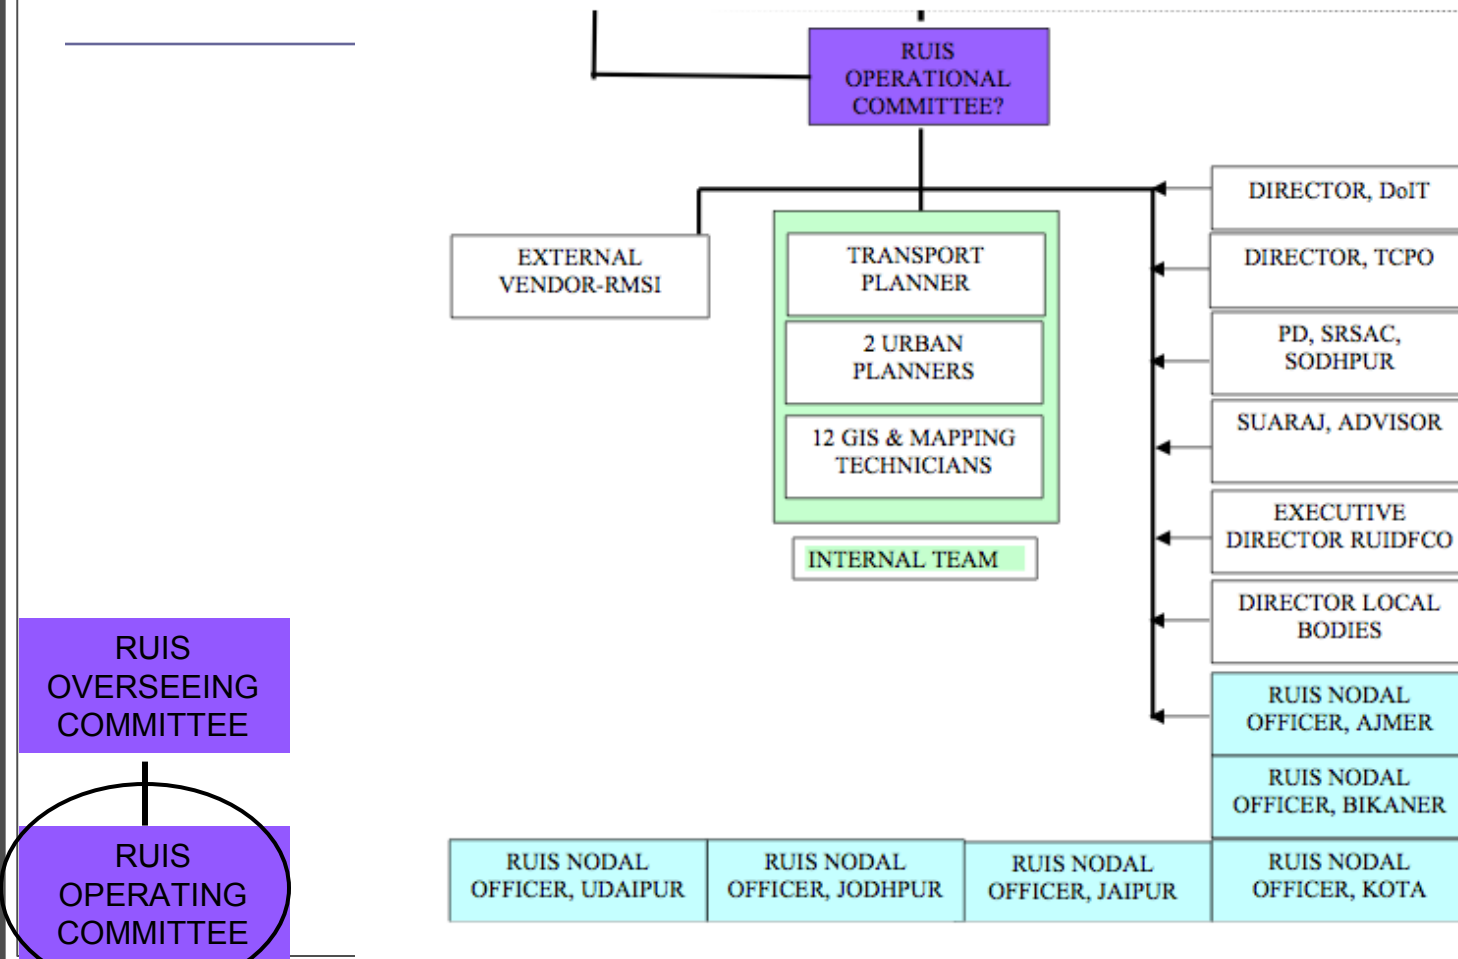 RUIS
OPERATIONAL
COMMITTEE?
EXTERNAL
VENDOR-RMSI
TRANSPORT
PLANNER
2 URBAN
PLANNERS
12 GIS & MAPPING
TECHNICIANS
INTERNAL TEAM
DIRECTOR, DoIT
DIRECTOR, TCPO
PD, SRSAC,
SODHPUR
SUARAJ, ADVISOR
EXECUTIVE
DIRECTOR RUIDFCO
DIRECTOR LOCAL
BODIES
RUIS NODAL
OFFICER, AJMER
RUIS NODAL
OFFICER, BIKANER
RUIS NODAL
OFFICER, UDAIPUR
RUIS NODAL
OFFICER, JODHPUR
RUIS NODAL
OFFICER, JAIPUR
RUIS NODAL
OFFICER, KOTA
RUIS
OVERSEEING
COMMITTEE
RUIS
OPERATING
COMMITTEE